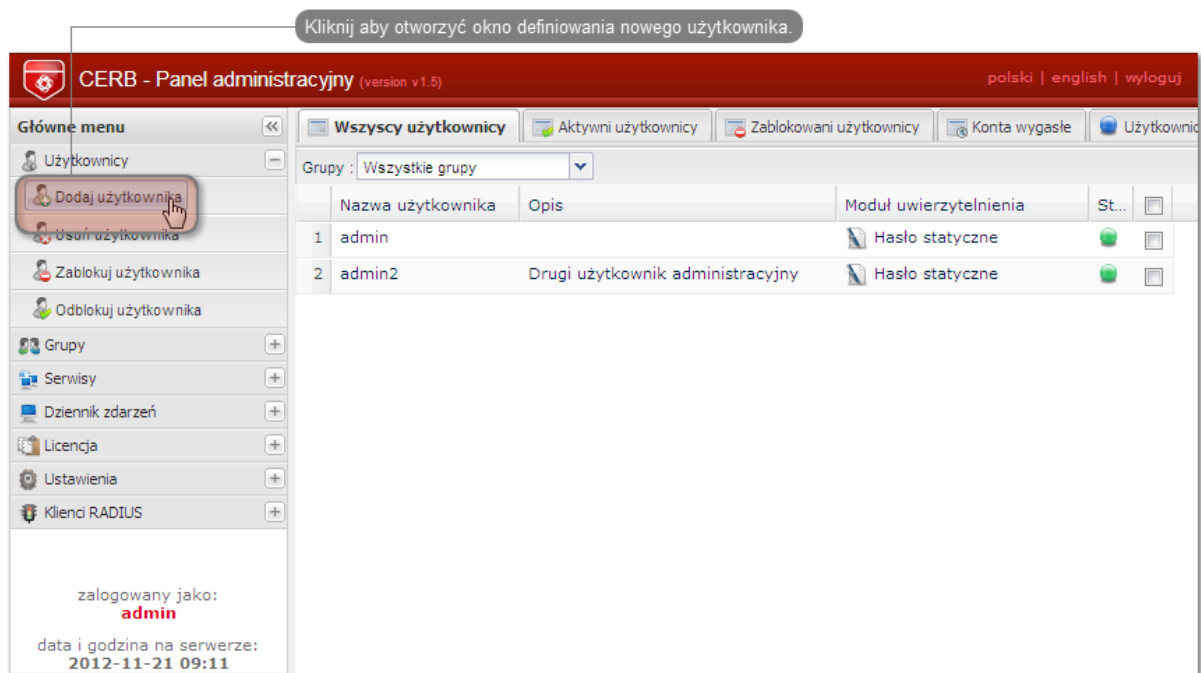 Kliknij aby otworzyć okno definiowania nowego użytkownika.
CERB - Panel administracyjny (version v1.5)
polski | english | wyloguj
Główne menu
Użytkownicy
Dodaj użytkownika
Usuń użytkownika
Zablokuj użytkownika
Odblokuj użytkownika
Grupy
Serwisy
Dziennik zdarzeń
Licencja
Ustawienia
Klienci RADIUS
zalogowany jako:
admin
data i godzina na serwerze:
2012-11-21 09:11
Wszyscy użytkownicy Aktywni użytkownicy Zablokowani użytkownicy Konta wygasłe Użytkownic
Grupy : Wszystkie grupy
Nazwa użytkownika Opis Moduł uwierzytelnienia St...
1 admin Hasło statyczne
2 admin2 Drugi użytkownik administracyjny Hasło statyczne